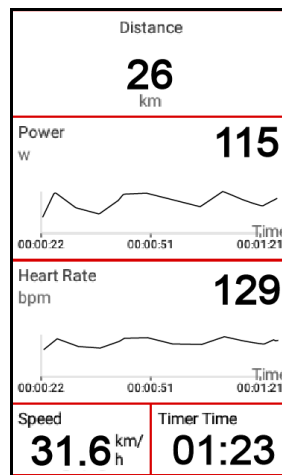 Distance
26
km
Power
w
115
Time
00:00:22 00:00:51 00:01:21
Heart Rate
bpm
129
Time
00:00:22 00:00:51 00:01:21
Speed
31.6 km/
h
Timer Time
01:23